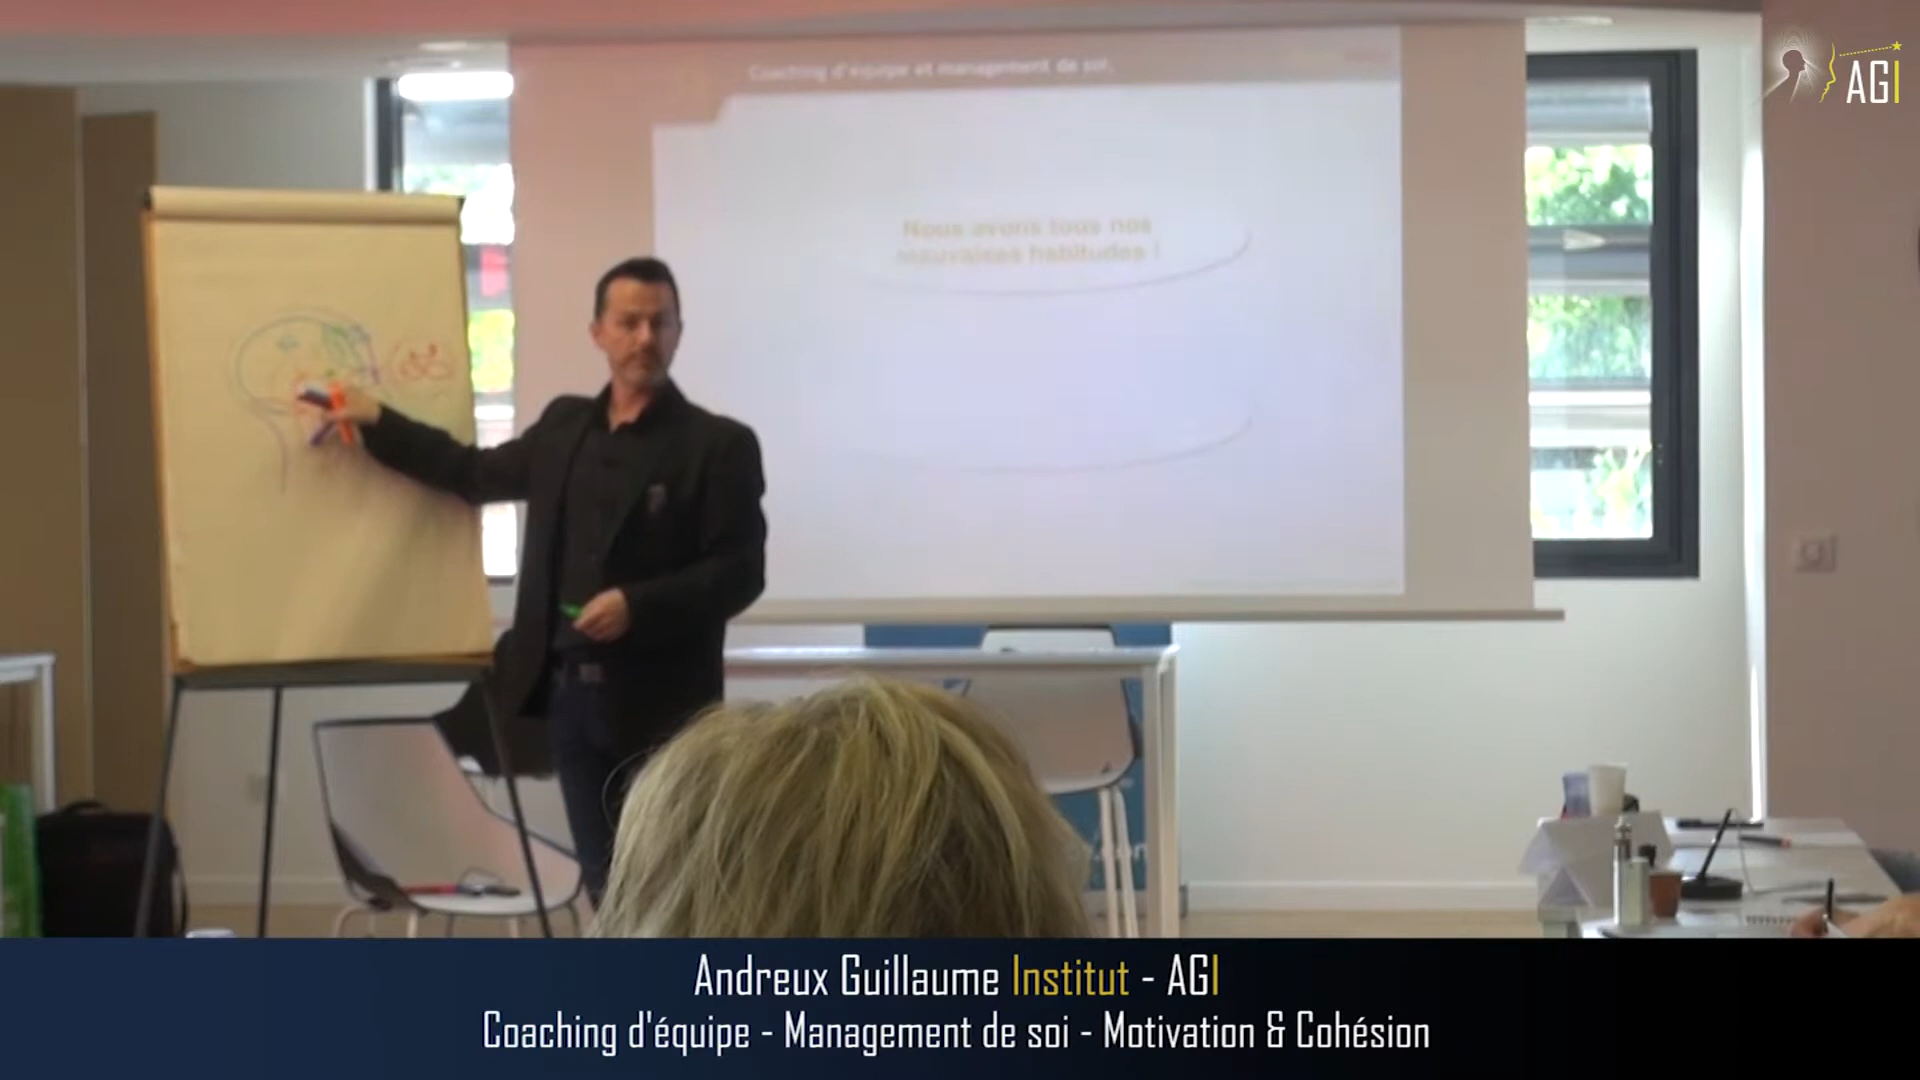 AGI
Coaching d'équipe et management de soi.
Nous avons tous nos
mauvaises habitudes !
Andreux Guillaume Institut - AGI
Coaching d'équipe - Management de soi - Motivation & Cohésion